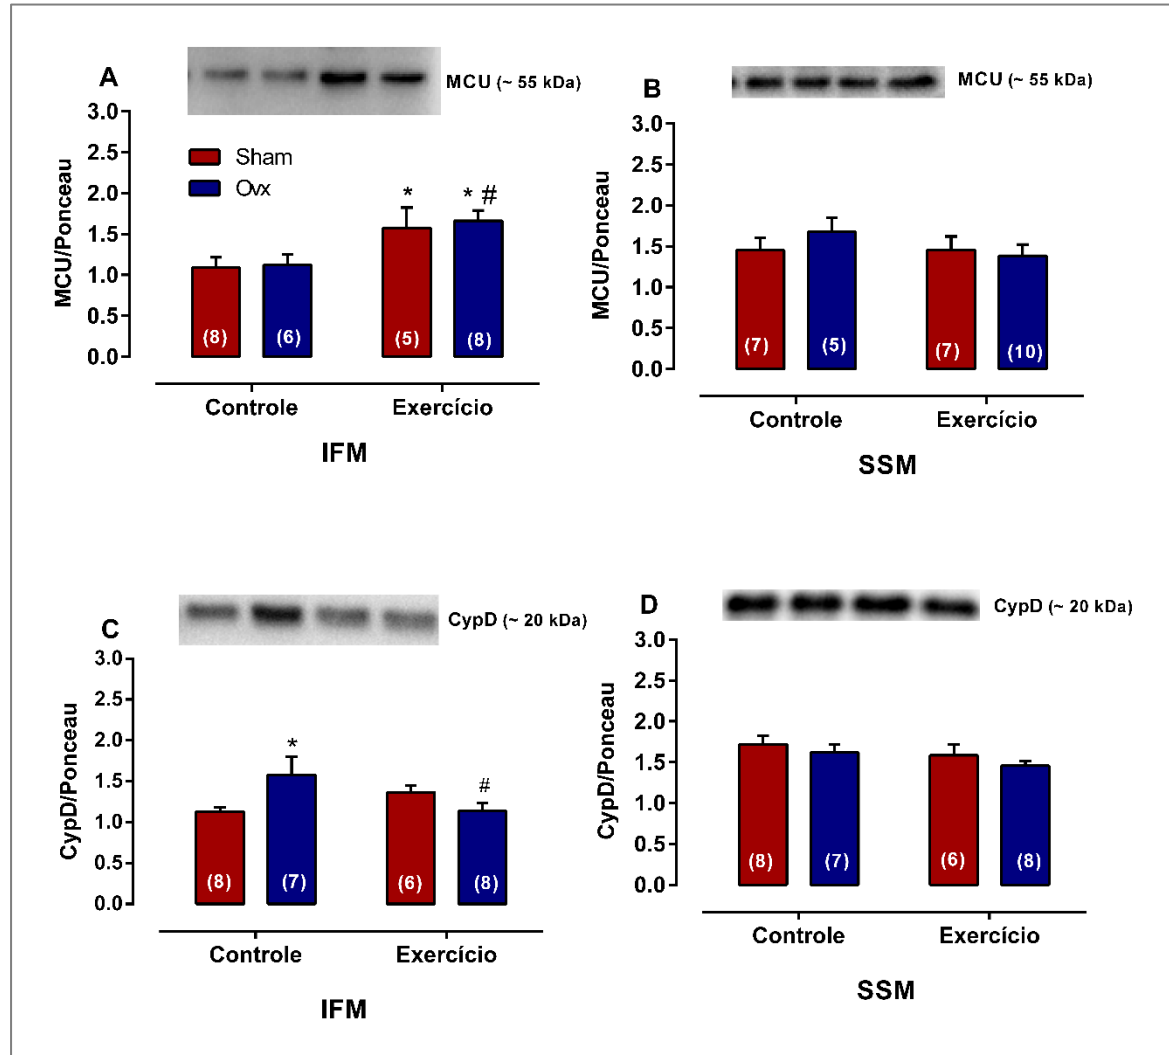 A
MCU (~ 55 kDa)
3.0
2.5
2.0
1.5
1.0
0.5
0.0
MCU/Ponceau
Sham
Ovx
*
* #
(8)
(6)
(5)
(8)
Controle
Exercício
IFM
B
MCU (~ 55 kDa)
3.0
2.5
2.0
1.5
1.0
0.5
0.0
MCU/Ponceau
(7)
(5)
(7)
(10)
Controle
Exercício
SSM
C
CypD (~ 20 kDa)
3.0
2.5
2.0
1.5
1.0
0.5
0.0
CypD/Ponceau
*
#
(8)
(7)
(6)
(8)
Controle
Exercício
IFM
D
CypD (~ 20 kDa)
3.0
2.5
2.0
1.5
1.0
0.5
0.0
CypD/Ponceau
(8)
(7)
(6)
(8)
Controle
Exercício
SSM